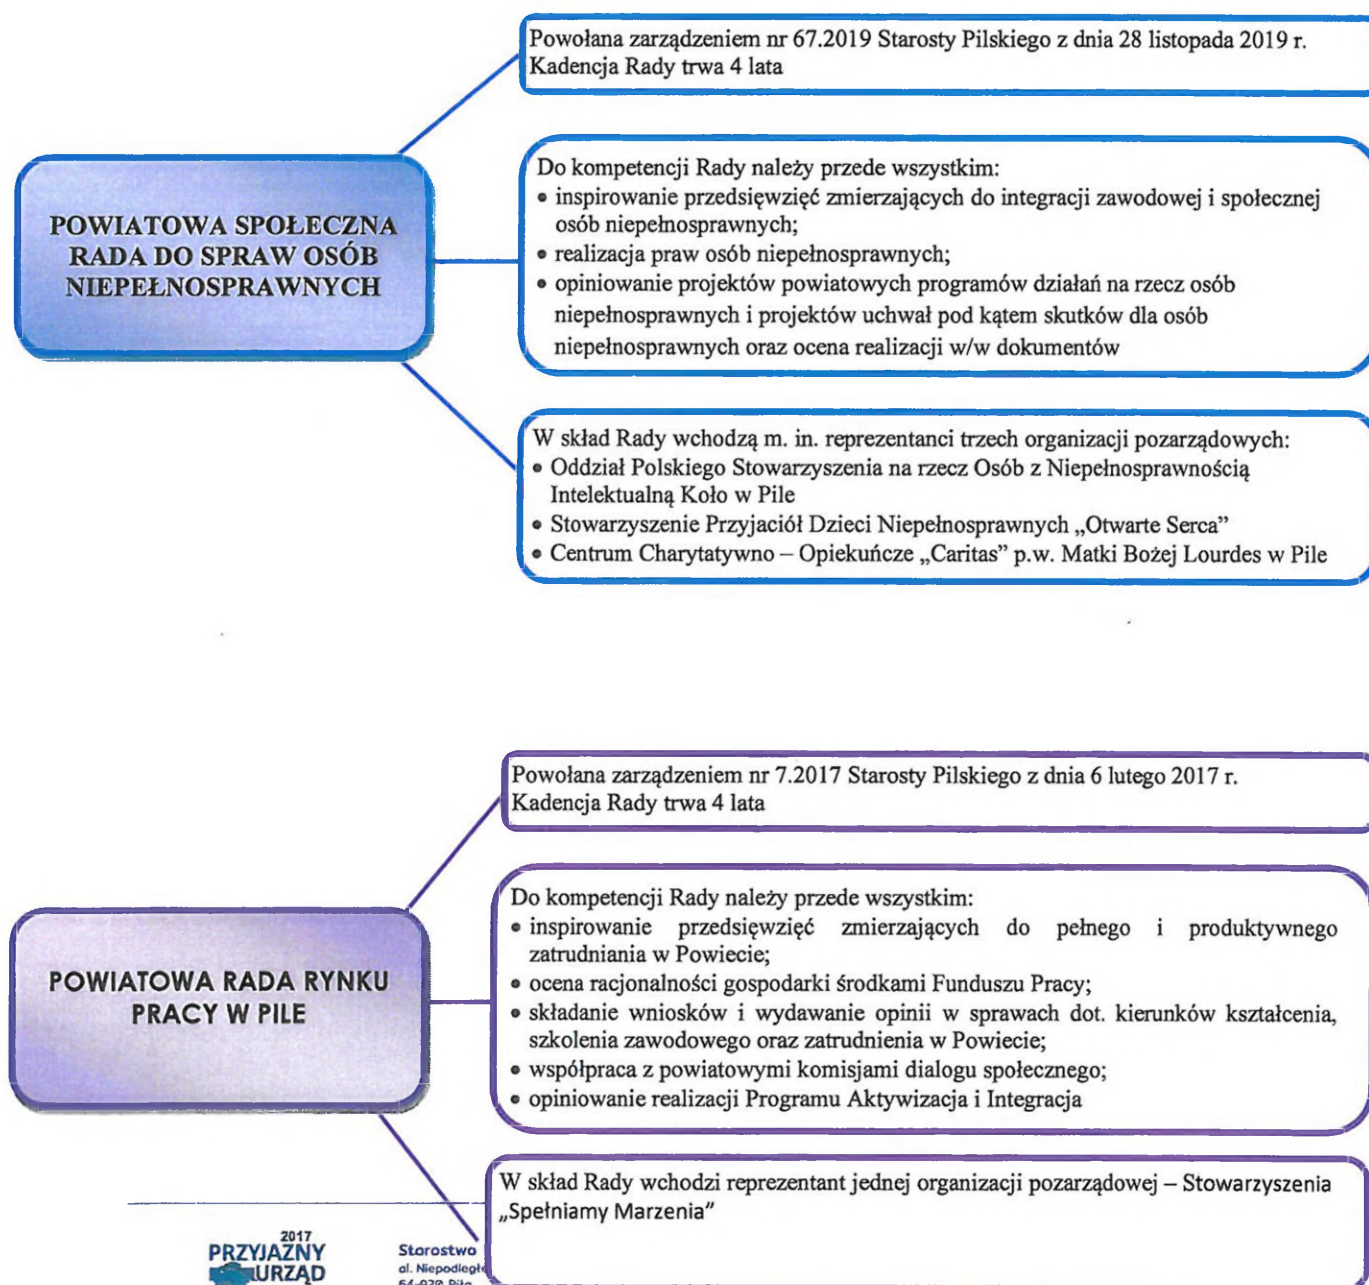 Powołana zarządzeniem nr 67.2019 Starosty Pilskiego z dnia 28 listopada 2019 r.
Kadencja Rady trwa 4 lata
POWIATOWA SPOŁECZNA
RADA DO SPRAW OSÓB
NIEPEŁNOSPRAWNYCH
Do kompetencji Rady należy przede wszystkim:
• inspirowanie przedsięwzięć zmierzających do integracji zawodowej i społecznej
osób niepełnosprawnych;
• realizacja praw osób niepełnosprawnych;
• opiniowanie projektów powiatowych programów działań na rzecz osób
niepełnosprawnych i projektów uchwał pod kątem skutków dla osób
niepełnosprawnych oraz ocena realizacji w/w dokumentów
W skład Rady wchodzą m. in. reprezentanci trzech organizacji pozarządowych:
• Oddział Polskiego Stowarzyszenia na rzecz Osób z Niepełnosprawnością
Intelektualną Koło w Pile
• Stowarzyszenie Przyjaciół Dzieci Niepełnosprawnych „Otwarte Serca”
• Centrum Charytatywno – Opiekuńcze „Caritas” p.w. Matki Bożej Lourdes w Pile
Powołana zarządzeniem nr 7.2017 Starosty Pilskiego z dnia 6 lutego 2017 r.
Kadencja Rady trwa 4 lata
POWIATOWA RADA RYNKU
PRACY W PILE
Do kompetencji Rady należy przede wszystkim:
• inspirowanie przedsięwzięć zmierzających do pełnego i produktywnego
zatrudniania w Powiecie;
• ocena racjonalności gospodarki środkami Funduszu Pracy;
• składanie wniosków i wydawanie opinii w sprawach dot. kierunków kształcenia,
szkolenia zawodowego oraz zatrudnienia w Powiecie;
• współpraca z powiatowymi komisjami dialogu społecznego;
• opiniowanie realizacji Programu Aktywizacja i Integracja
W skład Rady wchodzi reprezentant jednej organizacji pozarządowej – Stowarzyszenia
„Spełniamy Marzenia”
2017
PRZYJAZNY
URZĄD
Starostwo
al.
64-920 Piła